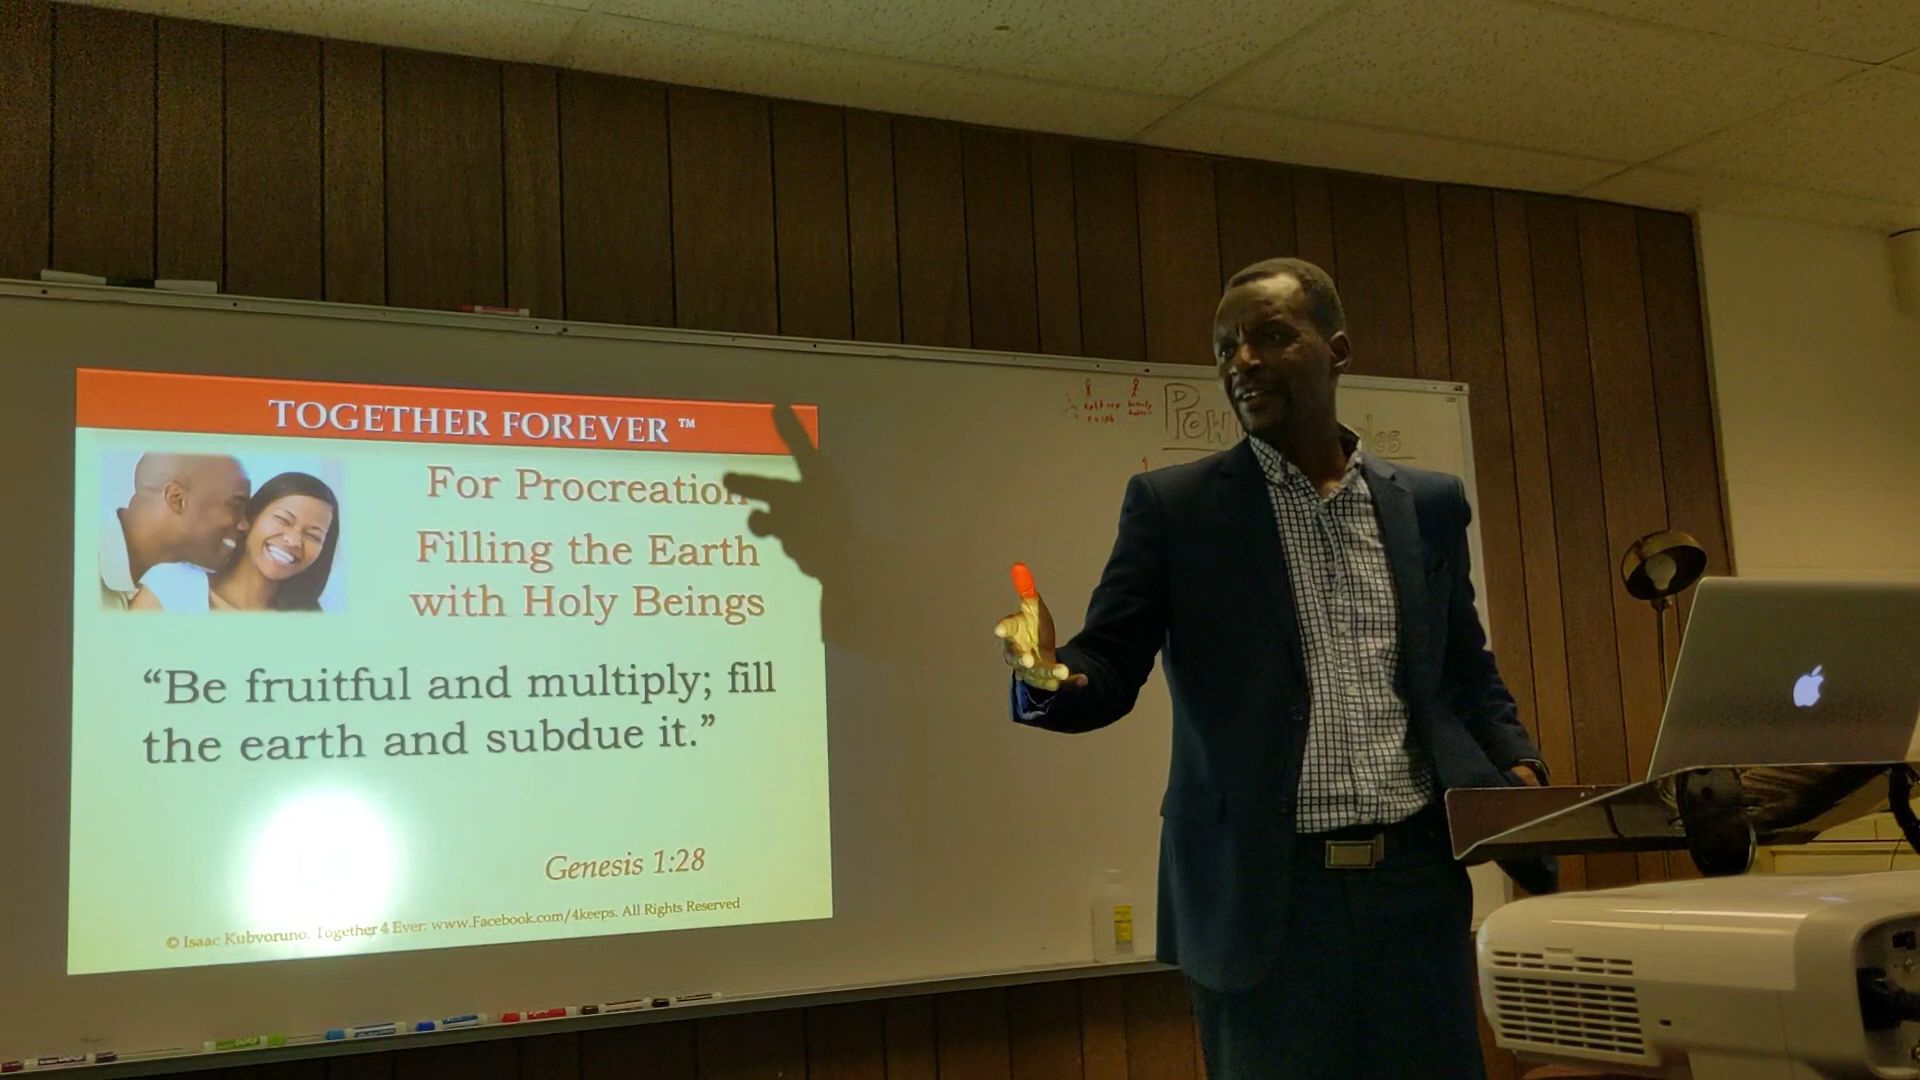 TOGETHER FOREVER ™
For Procreation
Filling the Earth
with Holy Beings
“Be fruitful and multiply; fill
the earth and subdue it.”
Genesis 1:28
© Isaac Kubvoruno. Together 4 Ever: www.Facebook.com/4keeps. All Rights Reserved